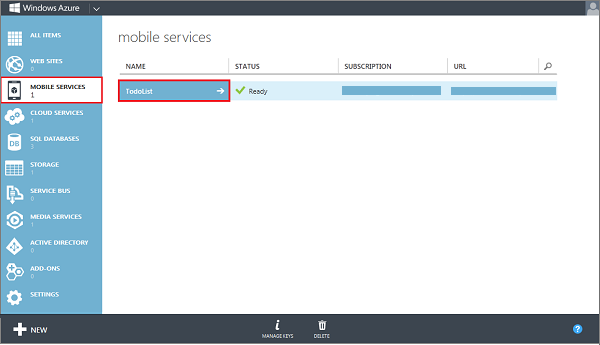 Windows Azure
ALL ITEMS
WEB SITES
0
MOBILE SERVICES
1
CLOUD SERVICES
1
SQL DATABASES
3
STORAGE
1
SERVICE BUS
0
MEDIA SERVICES
1
ACTIVE DIRECTORY
0
ADD-ONS
0
SETTINGS
mobile services
NAME STATUS SUBSCRIPTION URL
TodoList Ready
NEW
MANAGE KEYS
DELETE
?